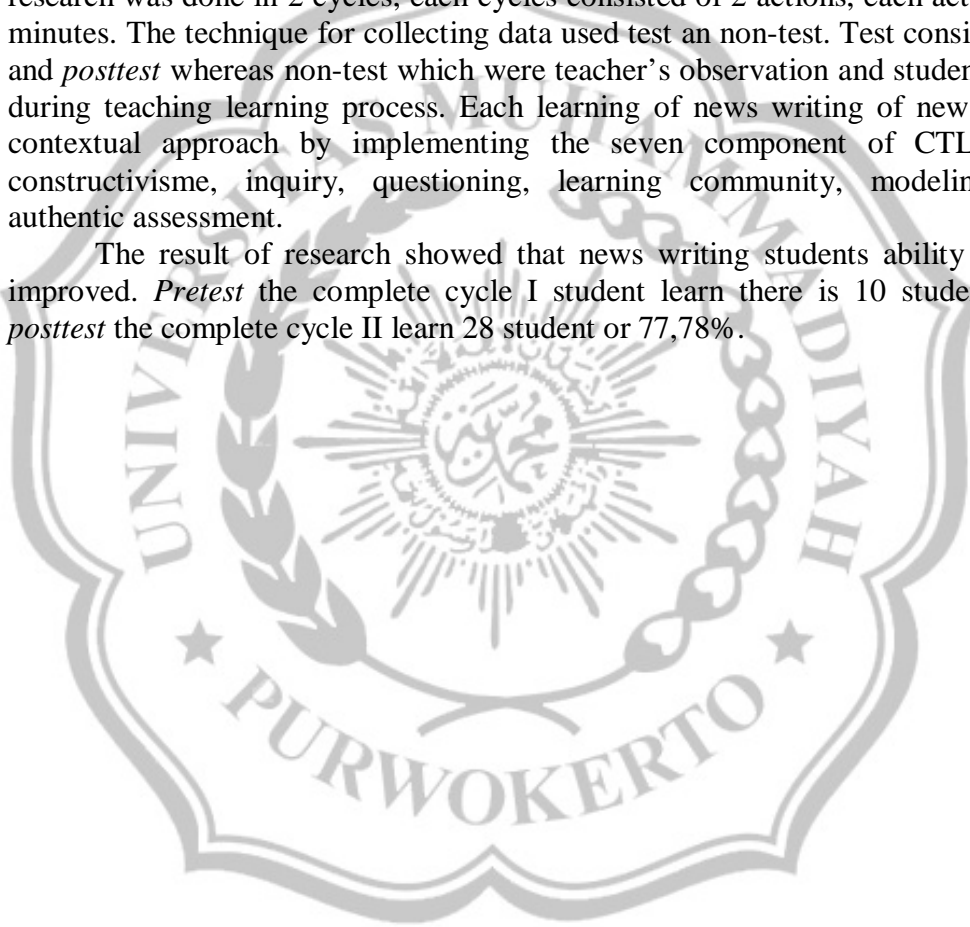 research was done in 2 cycles, each cycles consisted of 2 actions, each act
minutes. The technique for collecting data used test an non-test. Test consi
and posttest whereas non-test which were teacher's observation and studen
during teaching learning process. Each learning of news writing of new
contextual approach by implementing the seven component of CTL
constructivisme, inquiry, questioning, learning community, modelin
authentic assessment.
The result of research showed that news writing students ability
improved. Pretest the complete cycle I student learn there is 10 stude
posttest the complete cycle II learn 28 student or 77,78%.
UNIVERSITAS MUHAMMADIYAH
PURWOKERTO